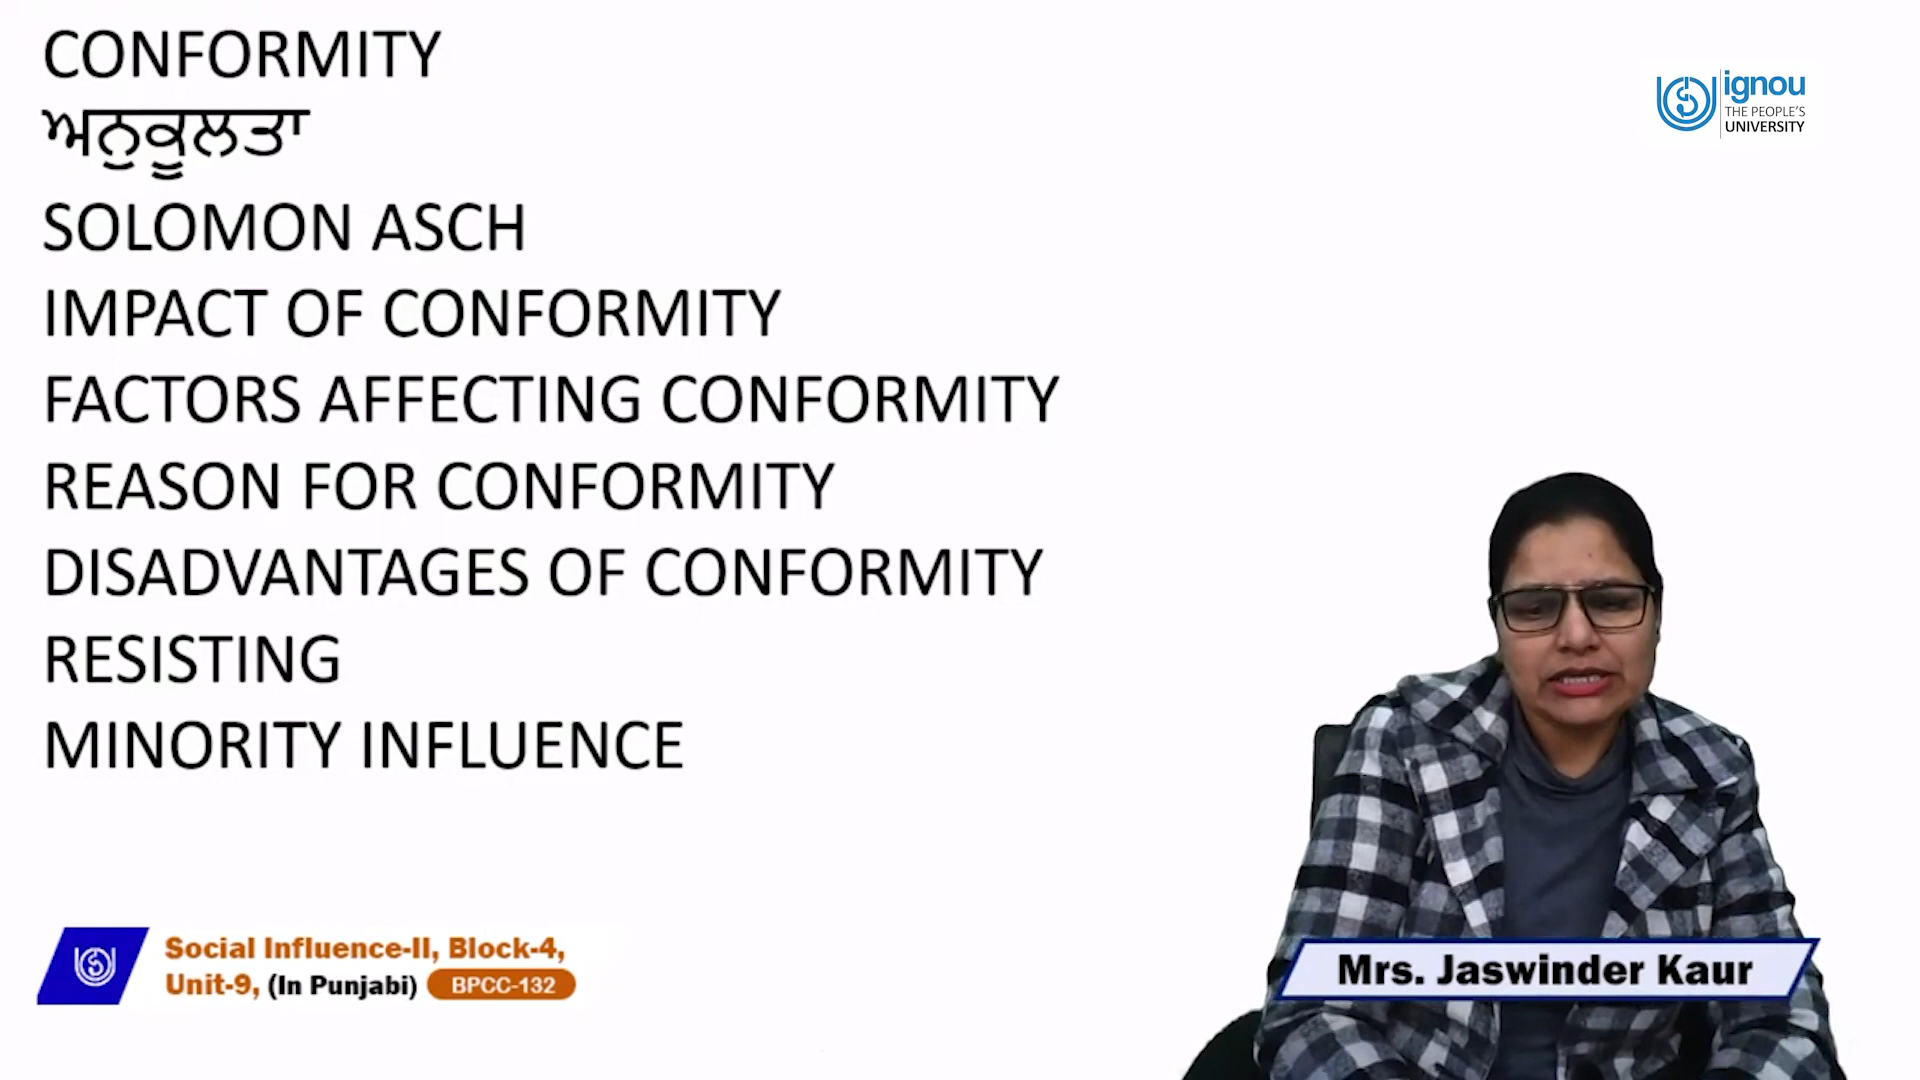 CONFORMITY
ਅਨੁਕੂਲਤਾ
SOLOMON ASCH
IMPACT OF CONFORMITY
FACTORS AFFECTING CONFORMITY
REASON FOR CONFORMITY
DISADVANTAGES OF CONFORMITY
RESISTING
MINORITY INFLUENCE
ignou
THE PEOPLE'S
UNIVERSITY
Social Influence-II, Block-4,
Unit-9, (In Punjabi) BPCC-132
Mrs. Jaswinder Kaur